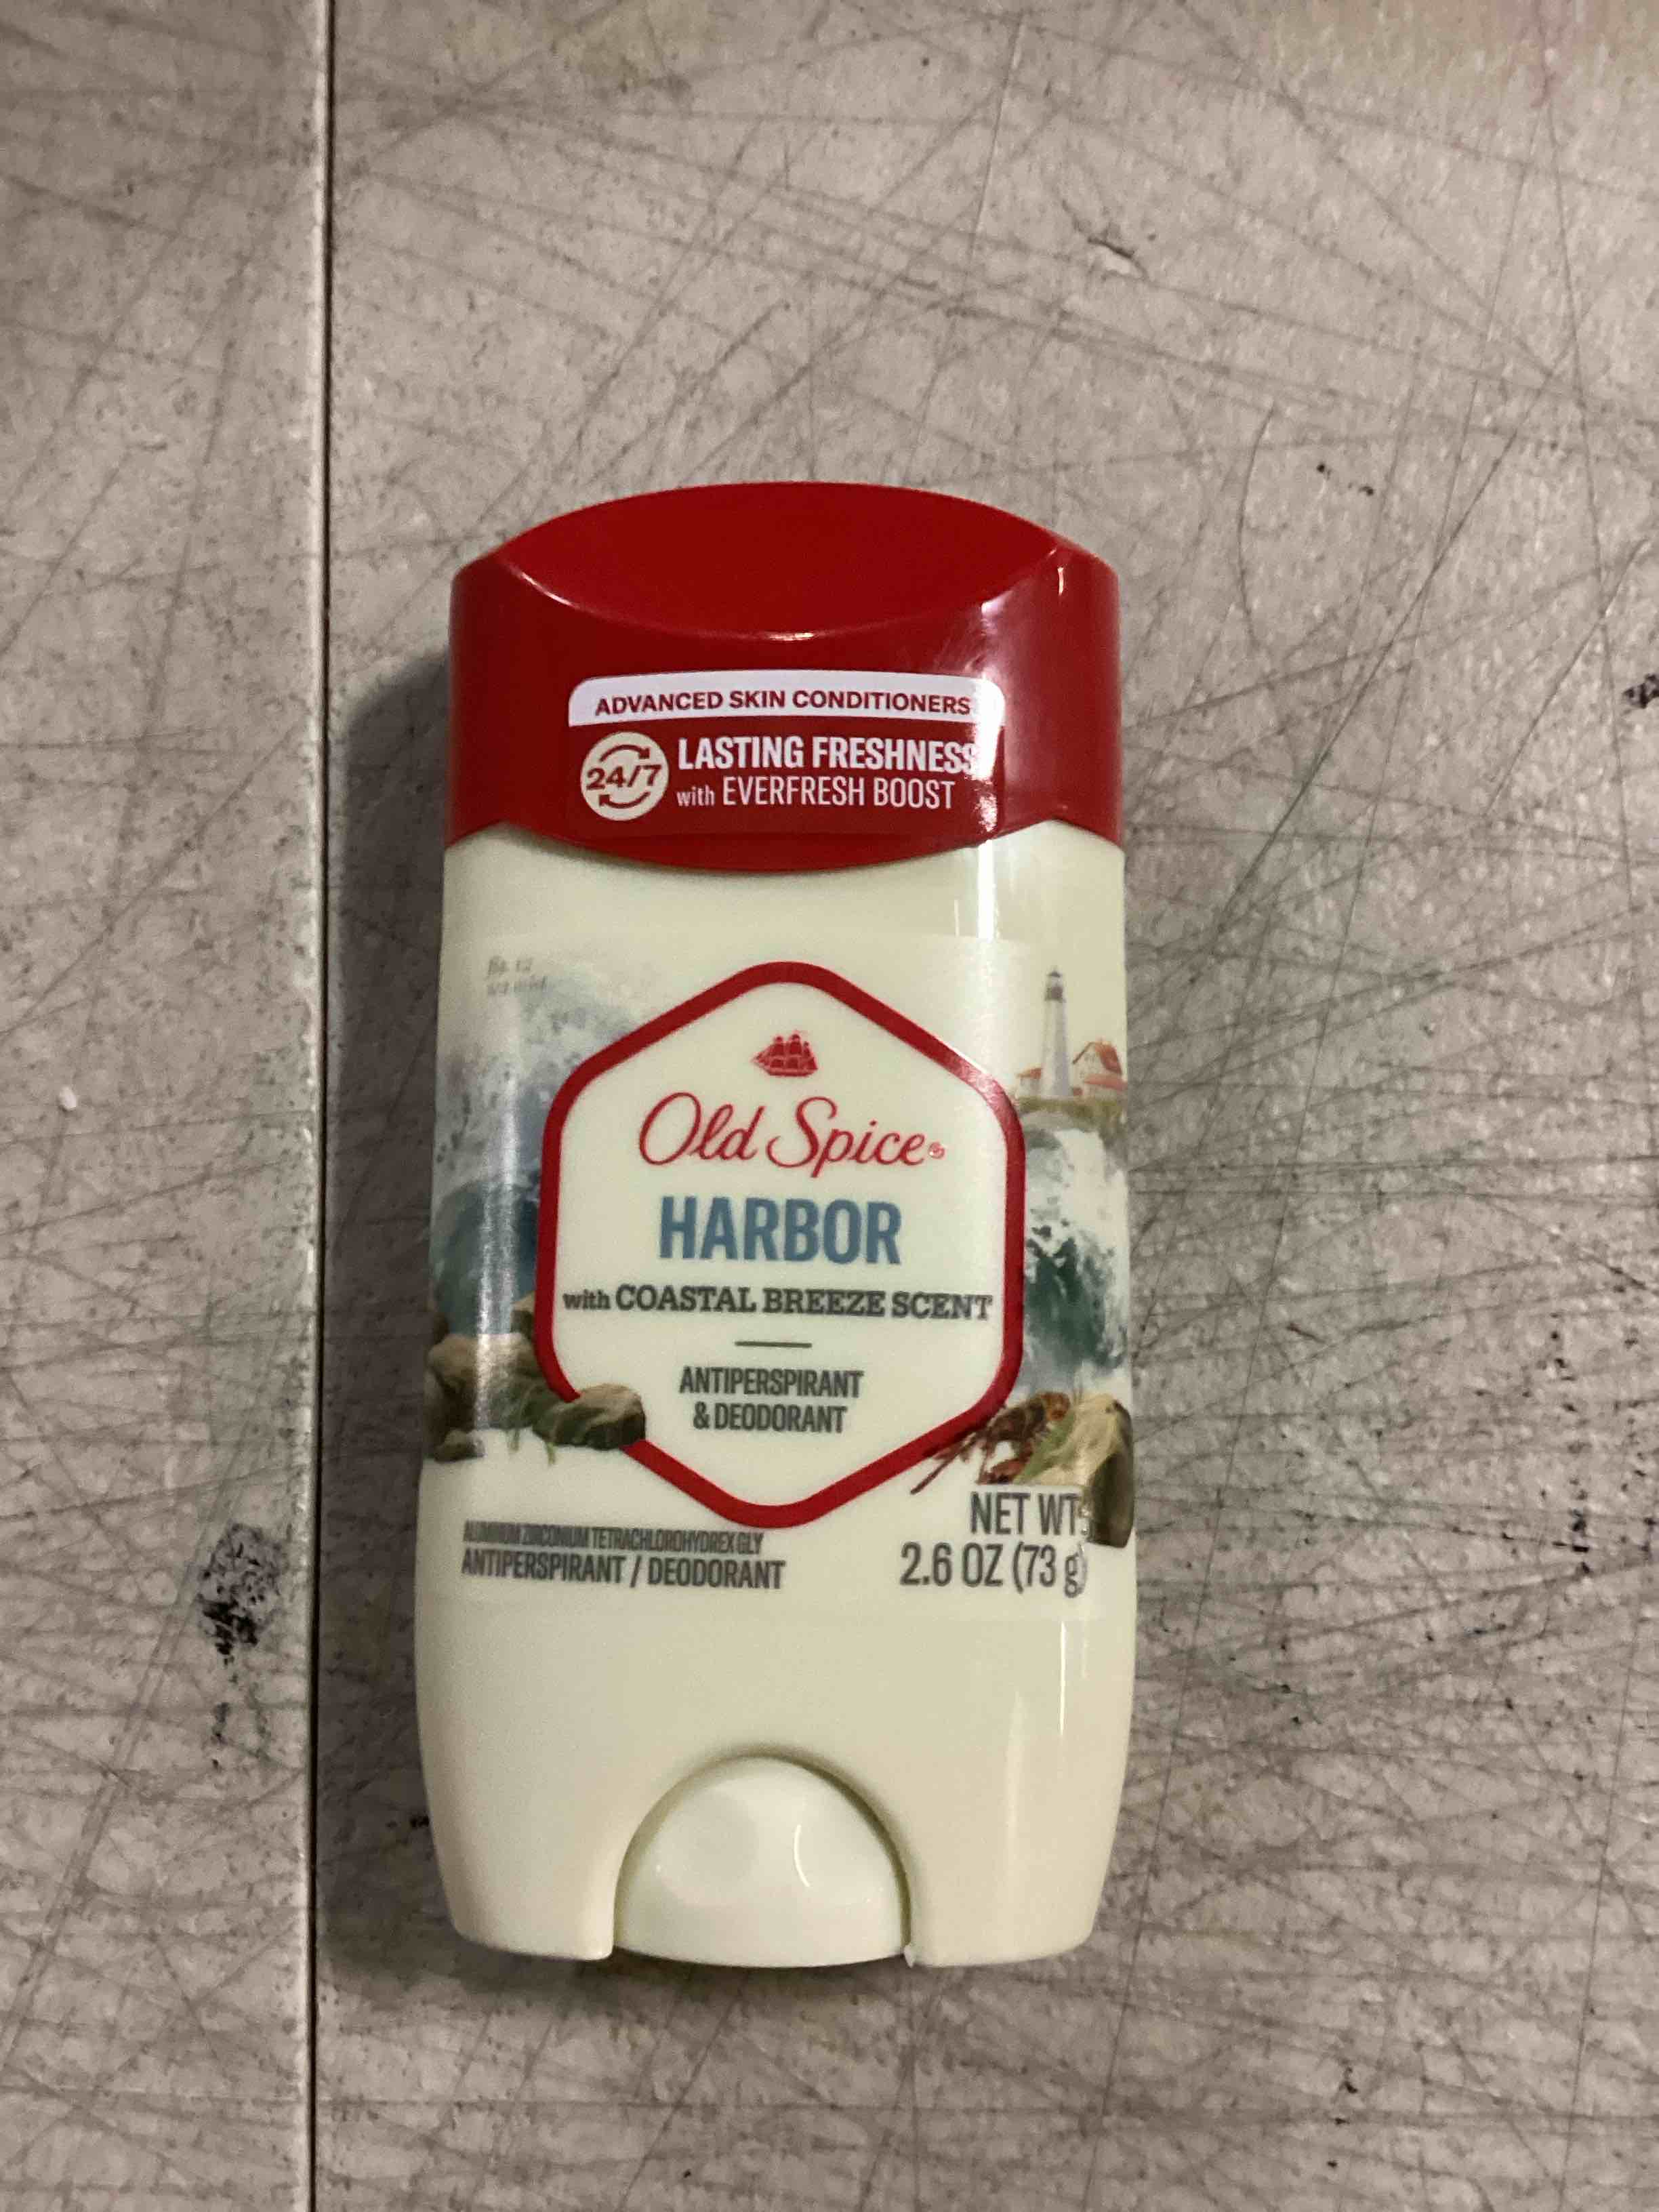 ADVANCED SKIN CONDITIONERS
24/7
LASTING FRESHNESS
with EVERFRESH BOOST
Old Spice®
HARBOR
with COASTAL BREEZE SCENT
ANTIPERSPIRANT
& DEODORANT
ALUMINUM ZIRCONIUM TETRACHLOROHYDREX GLY
ANTIPERSPIRANT / DEODORANT
NET WT
2.6 OZ (73 g)